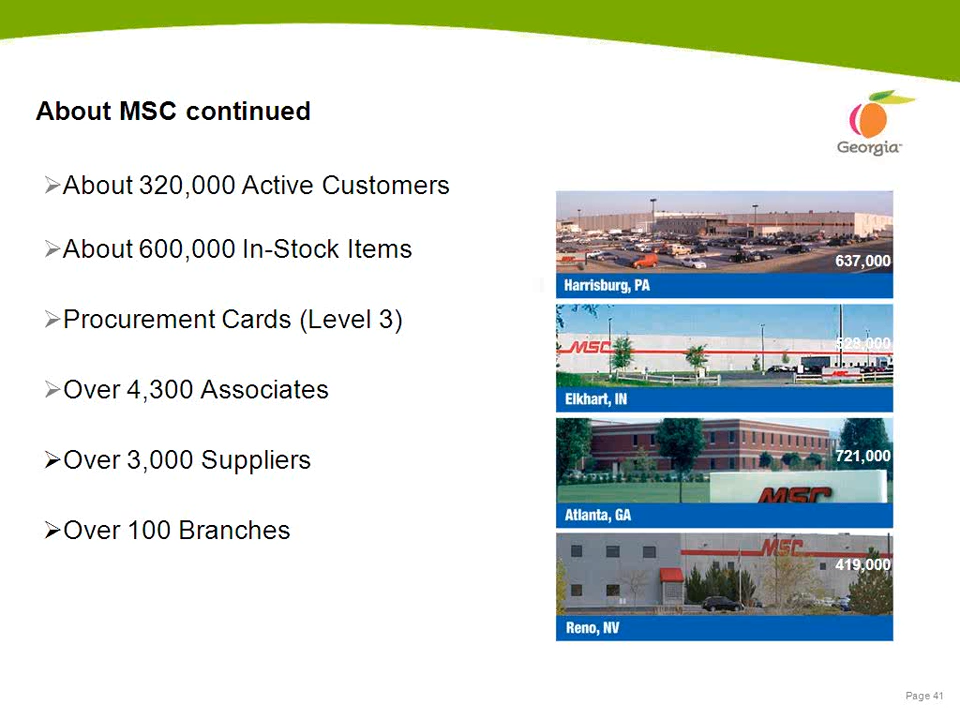 About MSC continued
Georgia™
➢About 320,000 Active Customers
➢About 600,000 In-Stock Items
➢Procurement Cards (Level 3)
➢Over 4,300 Associates
➢Over 3,000 Suppliers
➢Over 100 Branches
637,000
Harrisburg, PA
MSC
528,000
Elkhart, IN
721,000
MSC
Atlanta, GA
MSC
419,000
Reno, NV
Page 41